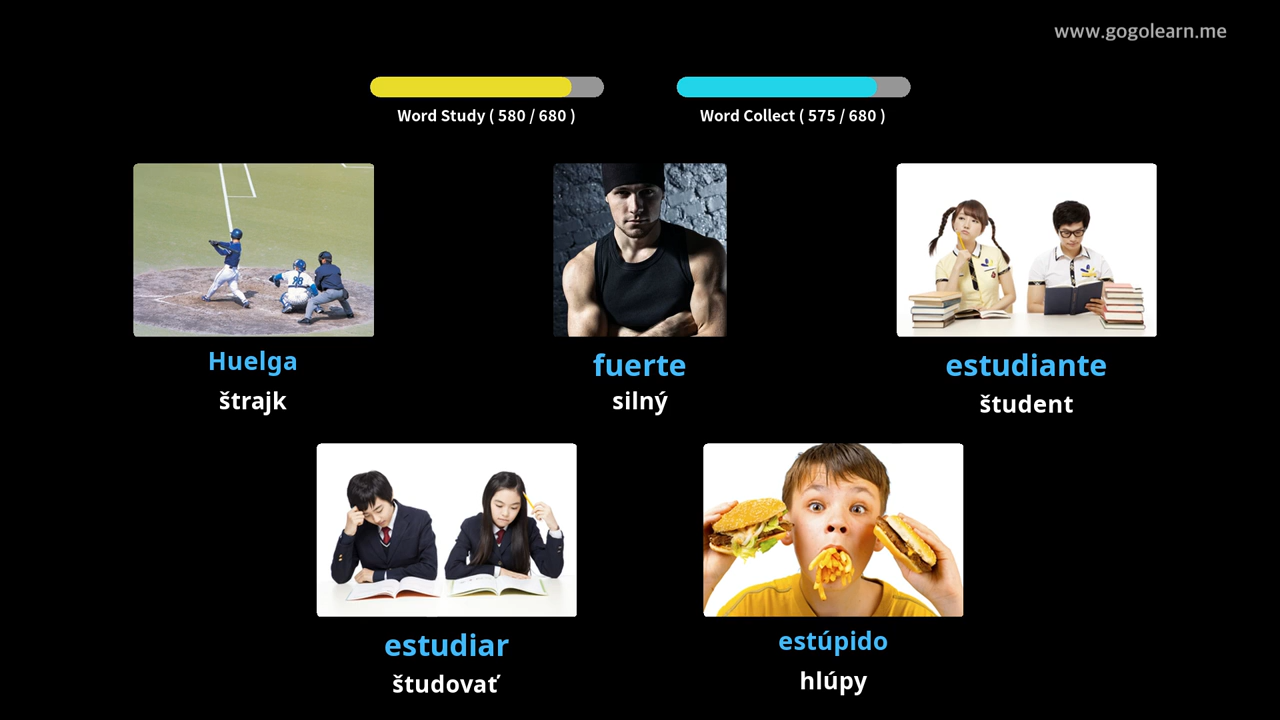 www.gogolearn.me
Word Study ( 580 / 680 )
Word Collect ( 575 / 680 )
Huelga
štrajk
fuerte
silný
estudiante
študent
estudiar
študovať
estúpido
hlúpy